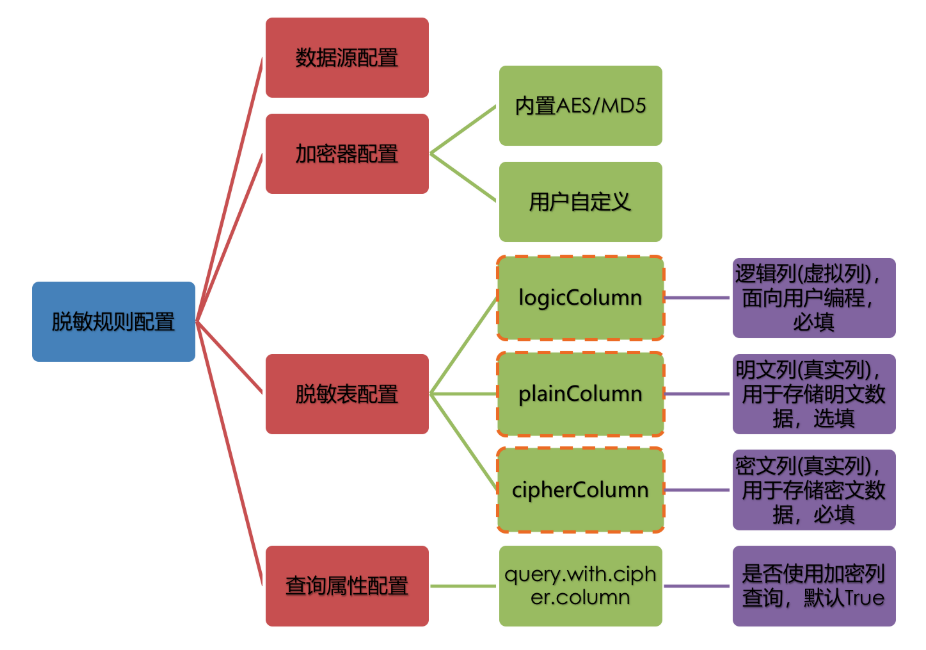 脱敏规则配置
数据源配置
加密器配置
内置AES/MD5
用户自定义
脱敏表配置
logicColumn
逻辑列(虚拟列)，
面向用户编程，
必填
plainColumn
明文列(真实列)，
用于存储明文数
据，选填
cipherColumn
密文列(真实列)，
用于存储密文数
据，必填
查询属性配置
query.with.ciph
er.column
是否使用加密列
查询，默认True